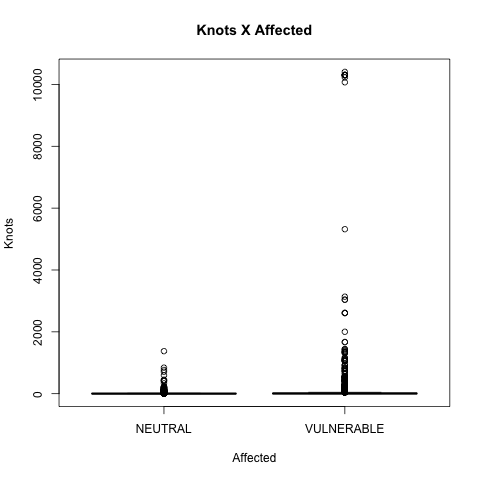 Knots X Affected
10000
8000
6000
4000
2000
0
Knots
NEUTRAL
VULNERABLE
Affected